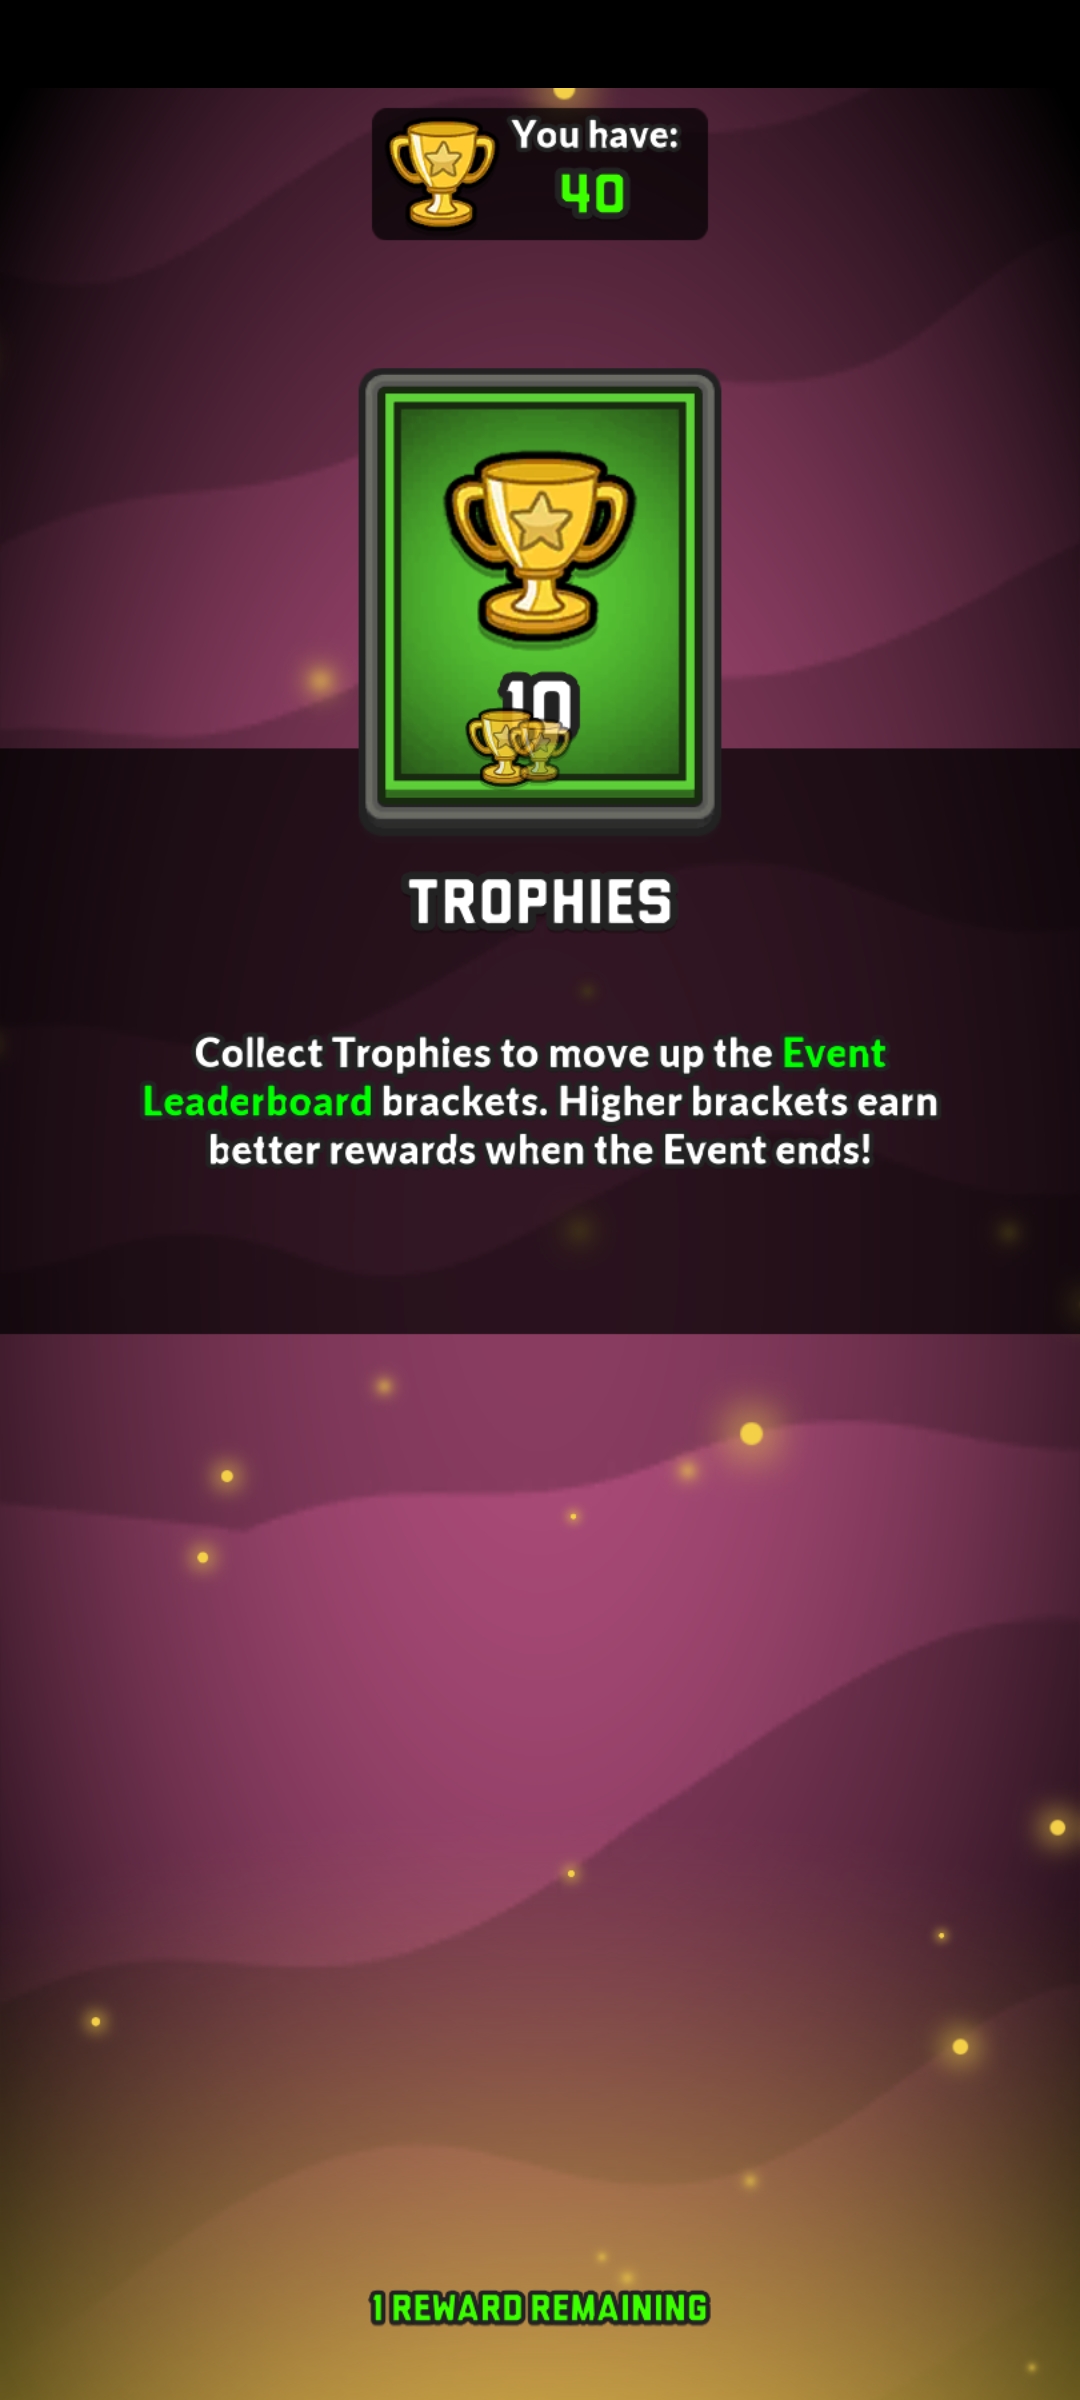 You have:
40
10
TROPHIES
Collect Trophies to move up the Event
Leaderboard brackets. Higher brackets earn
better rewards when the Event ends!
1 REWARD REMAINING